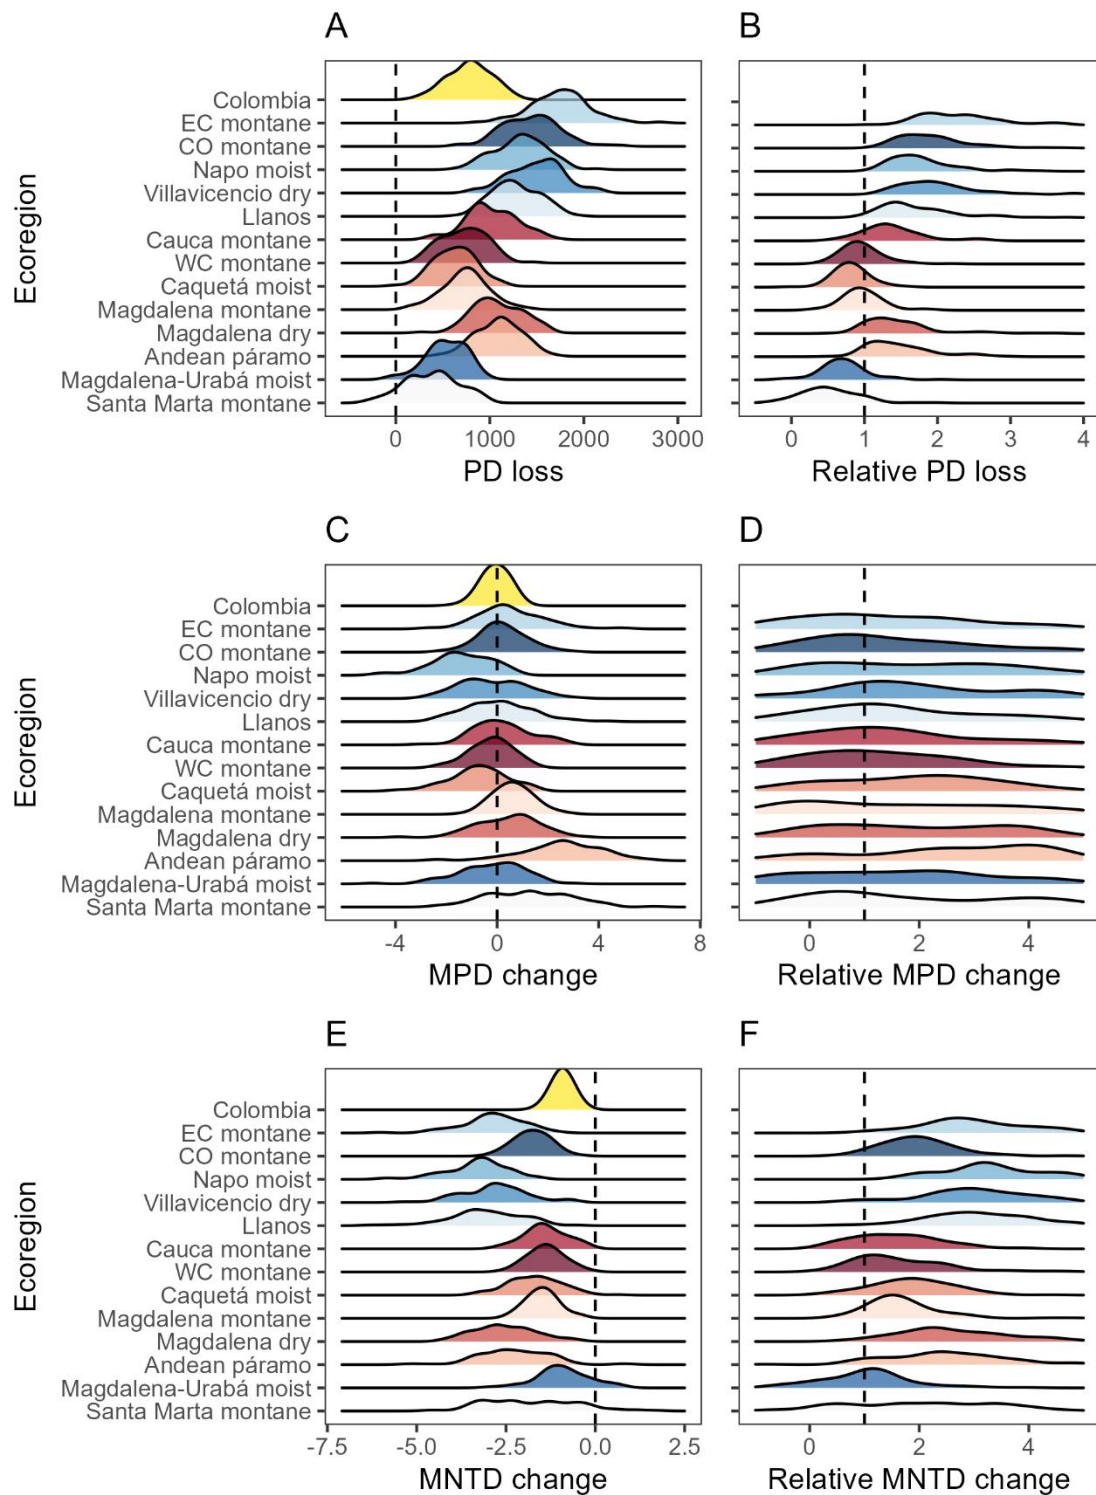 A
B
Ecoregion
Colombia
EC montane
CO montane
Napo moist
Villavicencio dry
Llanos
Cauca montane
WC montane
Caquetá moist
Magdalena montane
Magdalena dry
Andean páramo
Magdalena-Urabá moist
Santa Marta montane
0 1000 2000 3000
0 1 2 3 4
PD loss
Relative PD loss
C
D
Ecoregion
Colombia
EC montane
CO montane
Napo moist
Villavicencio dry
Llanos
Cauca montane
WC montane
Caquetá moist
Magdalena montane
Magdalena dry
Andean páramo
Magdalena-Urabá moist
Santa Marta montane
-4 0 4 8
0 2 4
MPD change
Relative MPD change
E
F
Ecoregion
Colombia
EC montane
CO montane
Napo moist
Villavicencio dry
Llanos
Cauca montane
WC montane
Caquetá moist
Magdalena montane
Magdalena dry
Andean páramo
Magdalena-Urabá moist
Santa Marta montane
-7.5 -5.0 -2.5 0.0 2.5
0 2 4
MNTD change
Relative MNTD change